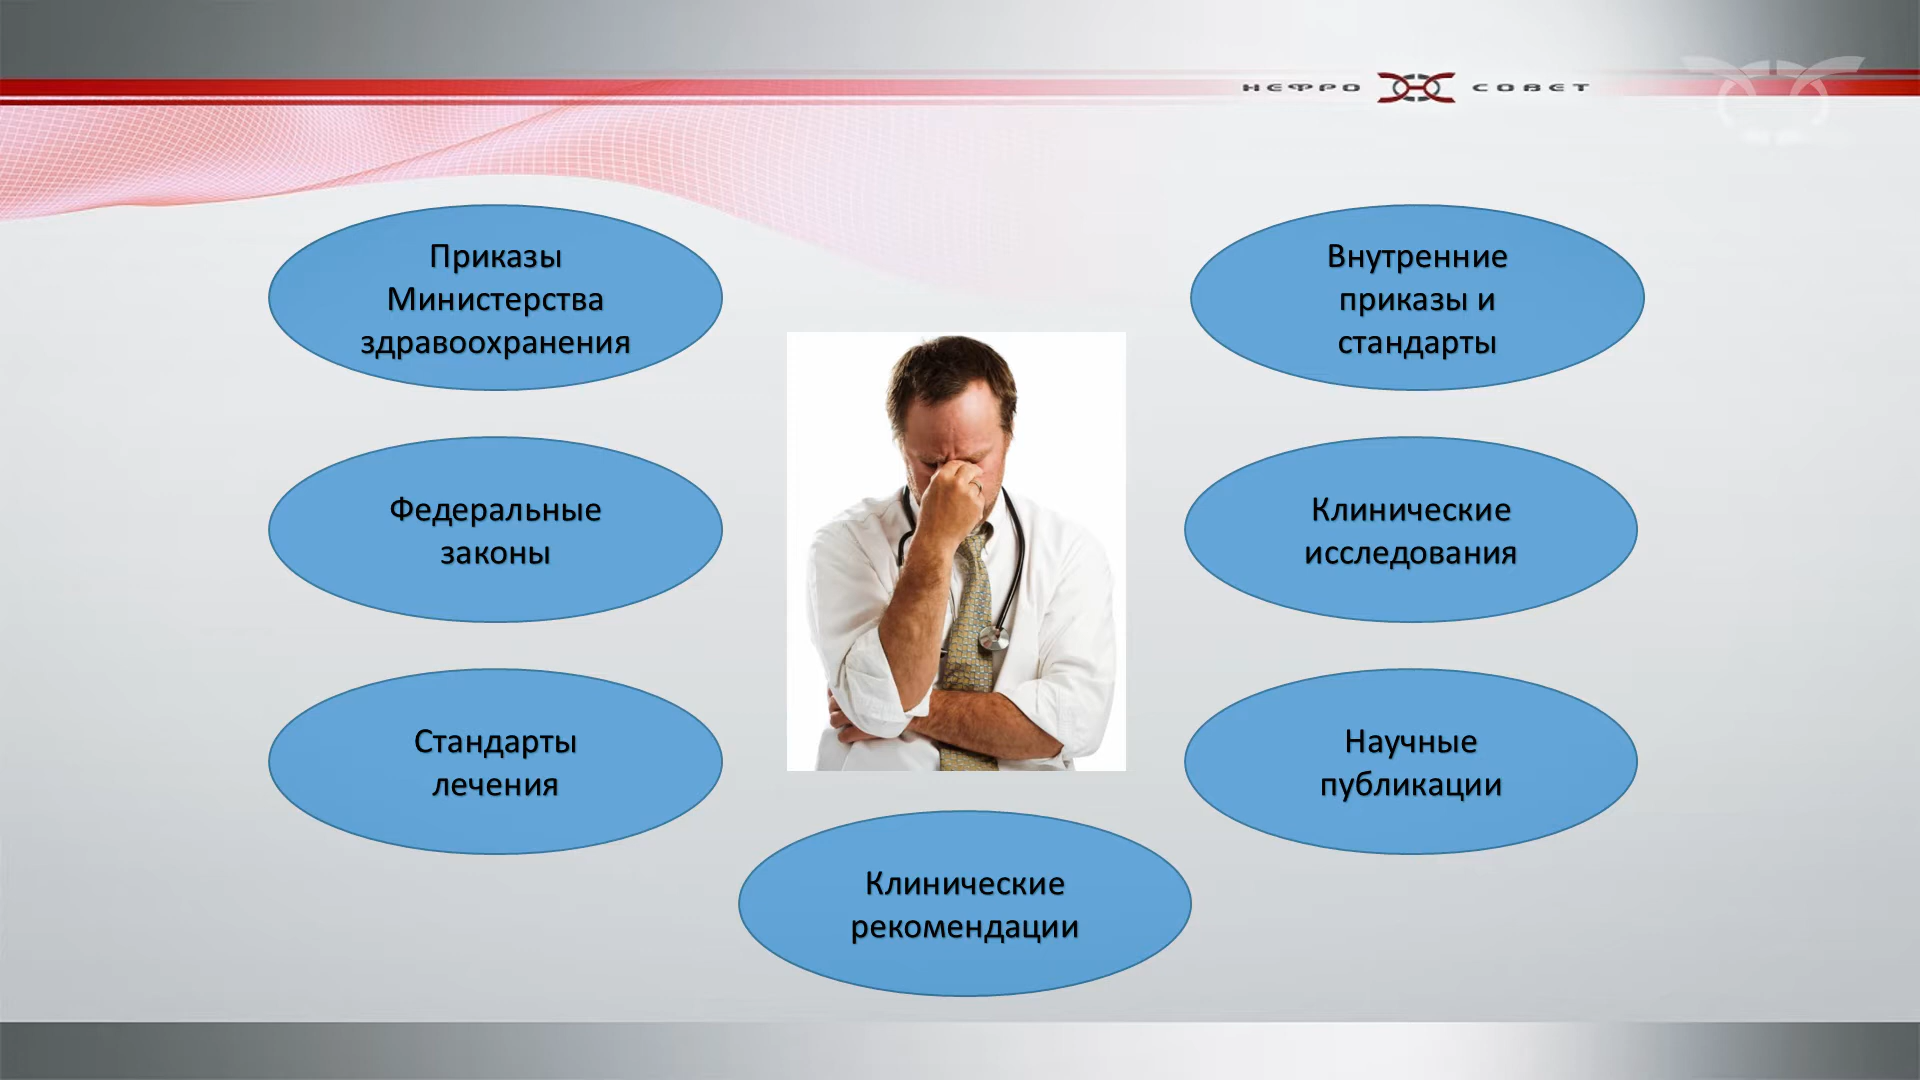 НЕФРО СОВЕТ
Приказы
Министерства
здравоохранения
Внутренние
приказы и
стандарты
Федеральные
законы
Клинические
исследования
Стандарты
лечения
Научные
публикации
Клинические
рекомендации